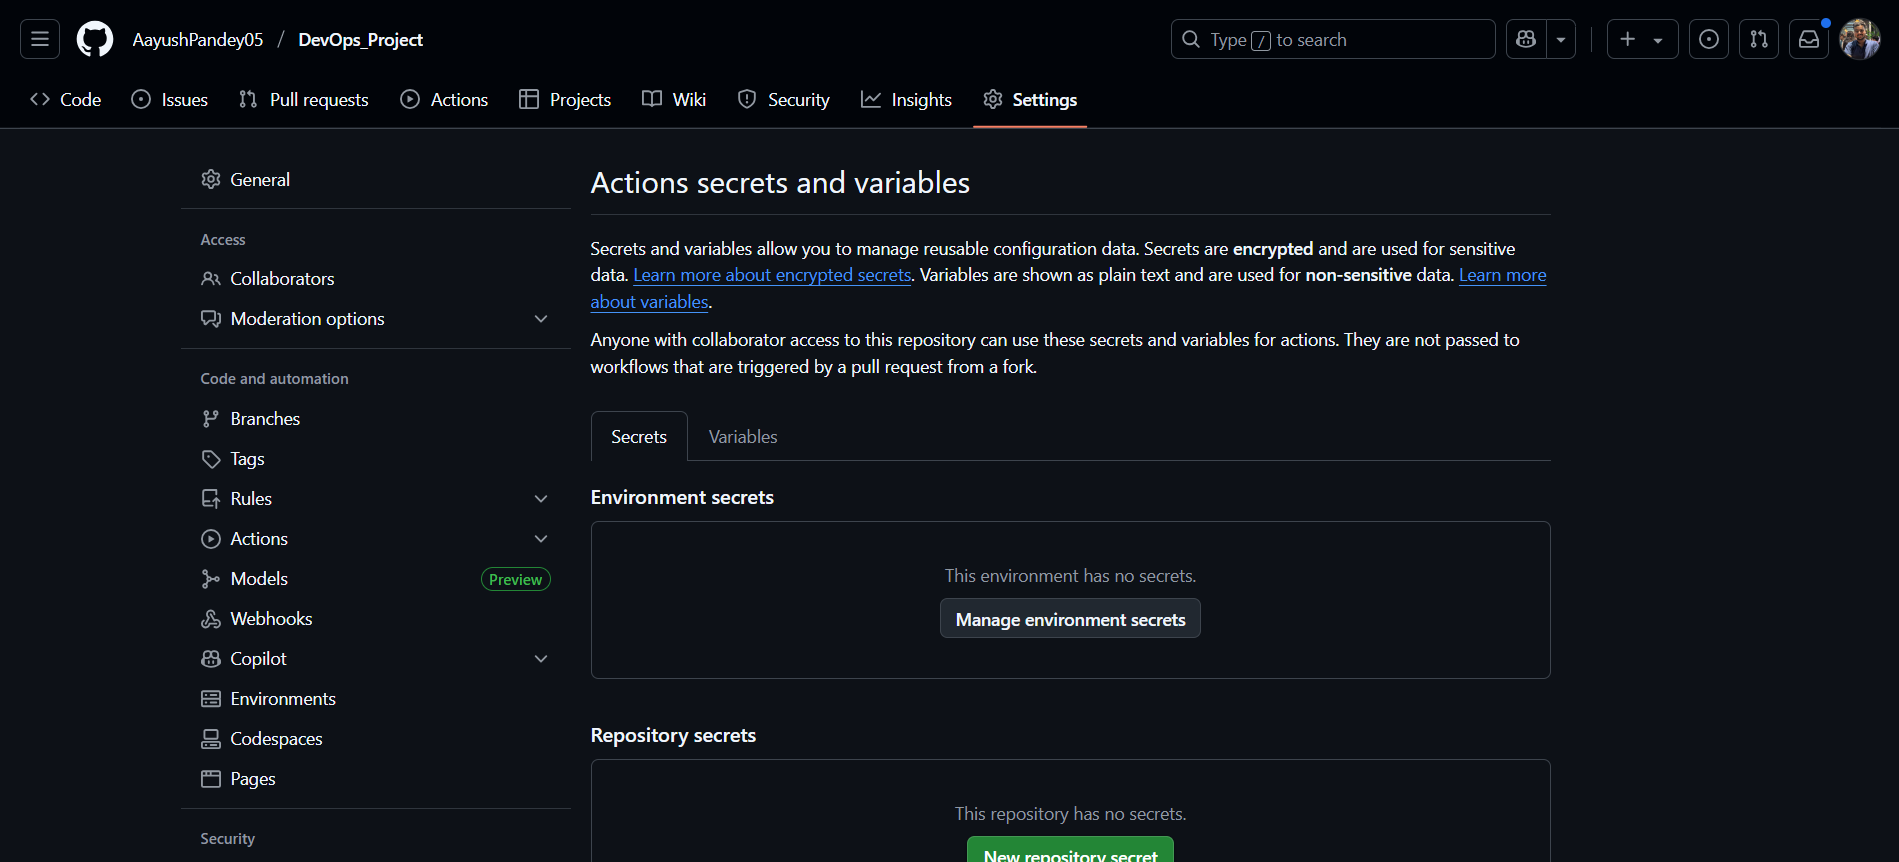 AayushPandey05 / DevOps_Project
Type / to search
Code
Issues
Pull requests
Actions
Projects
Wiki
Security
Insights
Settings
General
Access
Collaborators
Moderation options
Code and automation
Branches
Tags
Rules
Actions
Models
Preview
Webhooks
Copilot
Environments
Codespaces
Pages
Security
Actions secrets and variables
Secrets and variables allow you to manage reusable configuration data. Secrets are encrypted and are used for sensitive
data. Learn more about encrypted secrets. Variables are shown as plain text and are used for non-sensitive data. Learn more
about variables.
Anyone with collaborator access to this repository can use these secrets and variables for actions. They are not passed to
workflows that are triggered by a pull request from a fork.
Secrets
Variables
Environment secrets
This environment has no secrets.
Manage environment secrets
Repository secrets
This repository has no secrets.
New repository secret